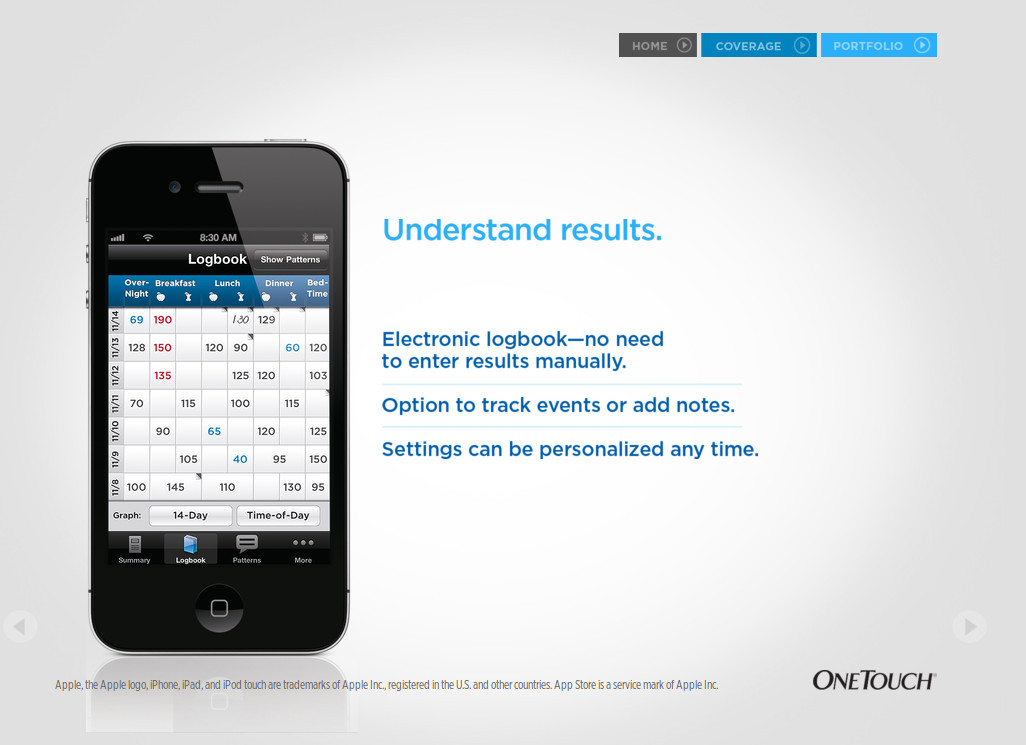 HOME
COVERAGE
PORTFOLIO
8:30 AM
Logbook
Show Patterns
Over-
Night
Breakfast
Lunch
Dinner
Bed-
Time
11/14 69 190 130 129
11/13 128 150 120 90 60 120
11/12 135 125 120 103
11/11 70 115 100 115
11/10 90 65 120 125
11/9 105 40 95 150
11/8 100 145 110 130 95
Graph: 14-Day Time-of-Day
Summary Logbook Patterns More
Understand results.
Electronic logbook—no need
to enter results manually.
Option to track events or add notes.
Settings can be personalized any time.
Apple, the Apple logo, iPhone, iPad, and iPod touch are trademarks of Apple Inc., registered in the U.S. and other countries. App Store is a service mark of Apple Inc.
ONETOUCH®